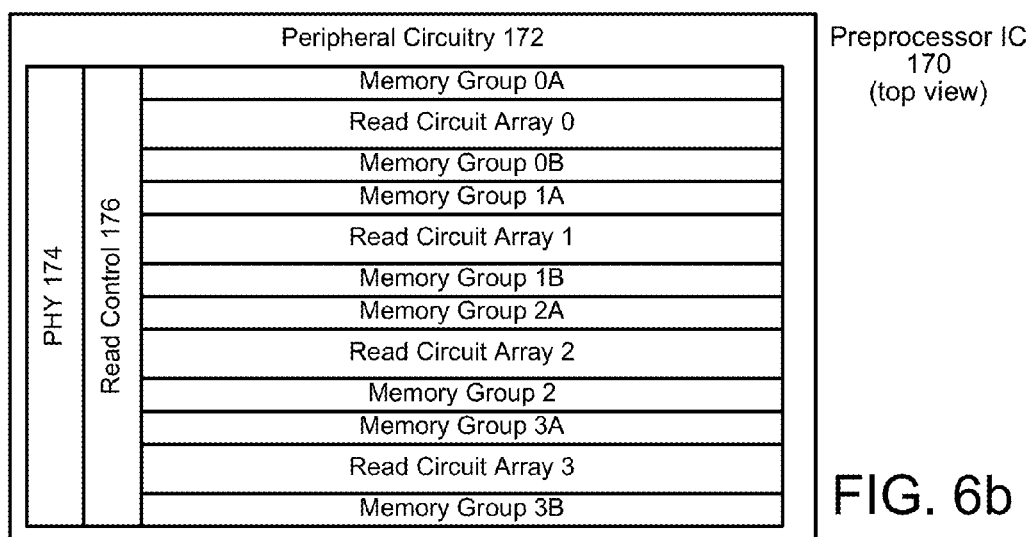 Peripheral Circuitry 172
Preprocessor IC
170
(top view)
PHY 174
Read Control 176
Memory Group 0A
Read Circuit Array 0
Memory Group 0B
Memory Group 1A
Read Circuit Array 1
Memory Group 1B
Memory Group 2A
Read Circuit Array 2
Memory Group 2
Memory Group 3A
Read Circuit Array 3
Memory Group 3B
FIG. 6b